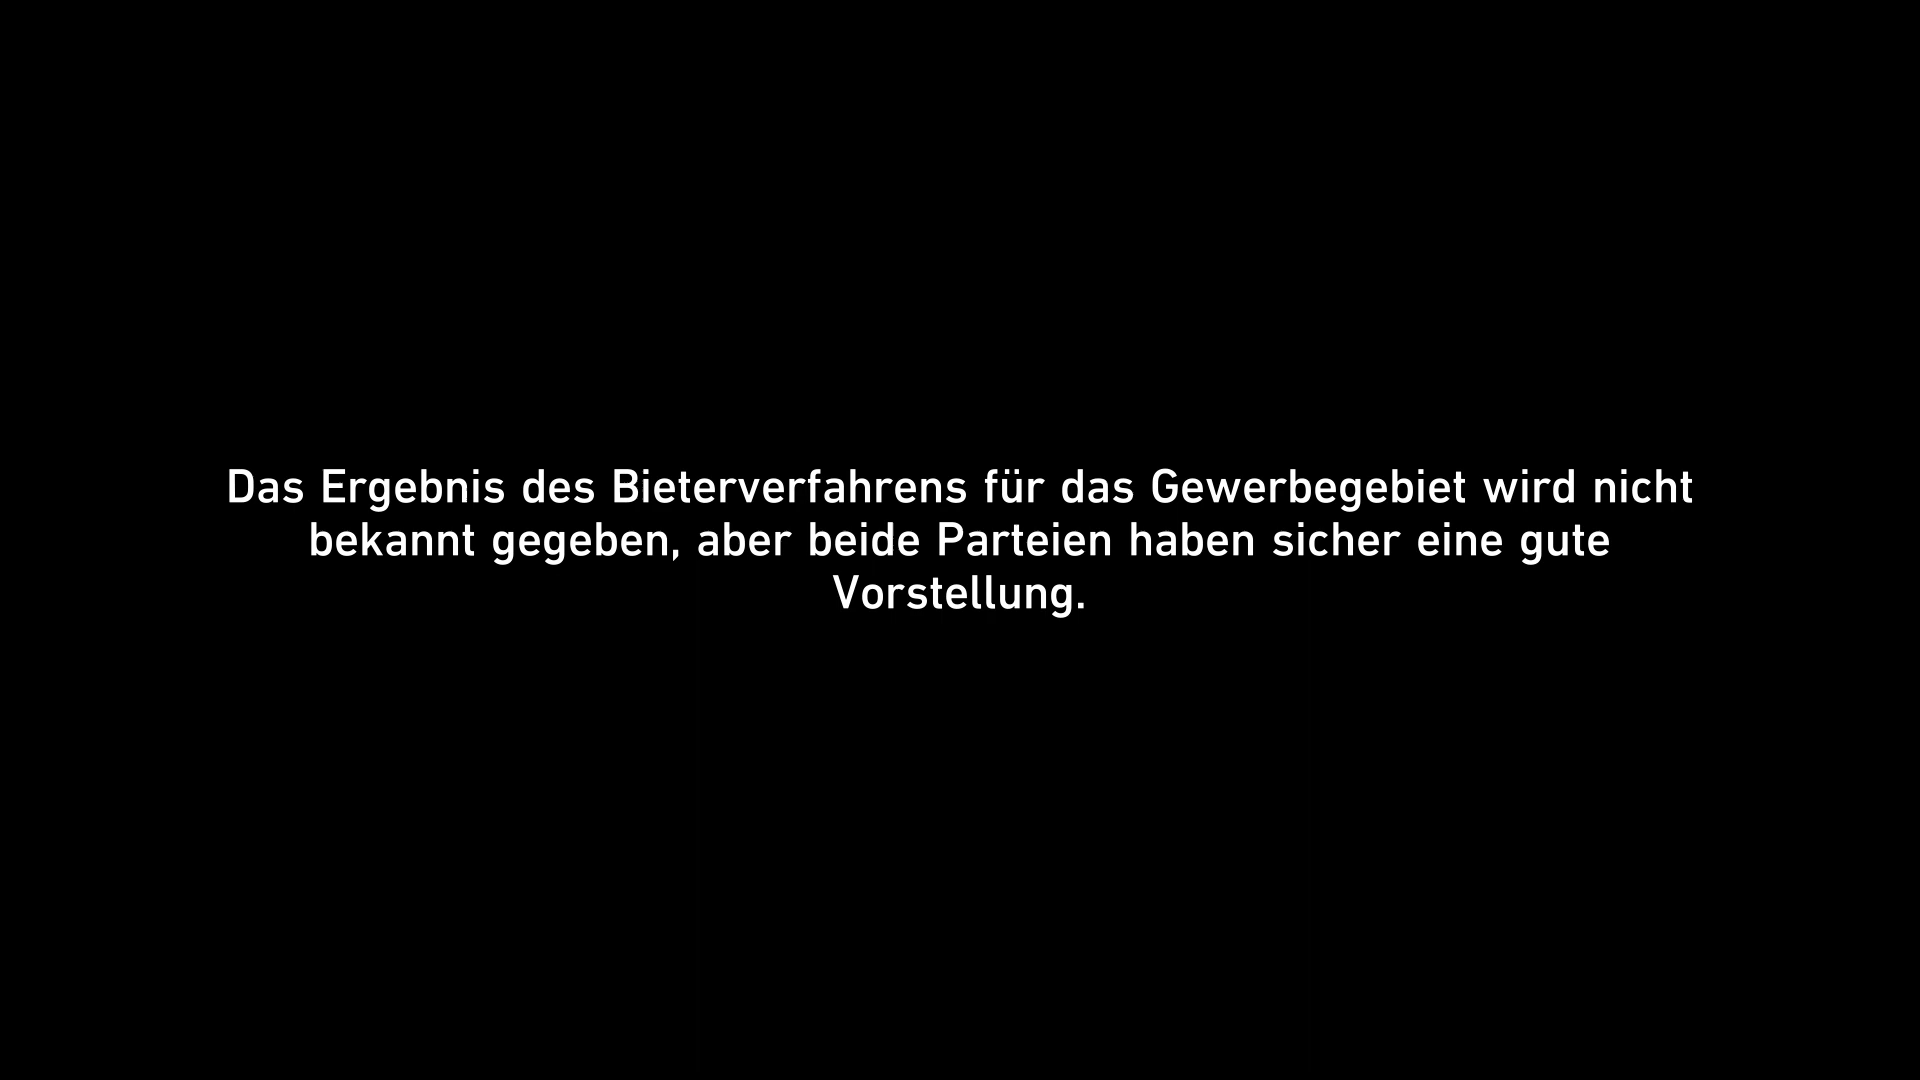 Das Ergebnis des Bieterverfahrens für das Gewerbegebiet wird nicht
bekannt gegeben, aber beide Parteien haben sicher eine gute
Vorstellung.